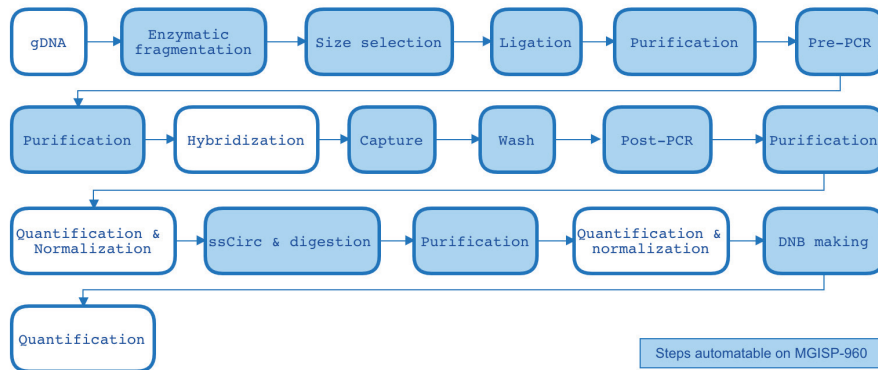 gDNA
Enzymatic
fragmentation
Size selection
Ligation
Purification
Pre-PCR
Purification
Hybridization
Capture
Wash
Post-PCR
Purification
Quantification &
Normalization
ssCirc & digestion
Purification
Quantification &
normalization
DNB making
Quantification
Steps automatable on MGISP-960